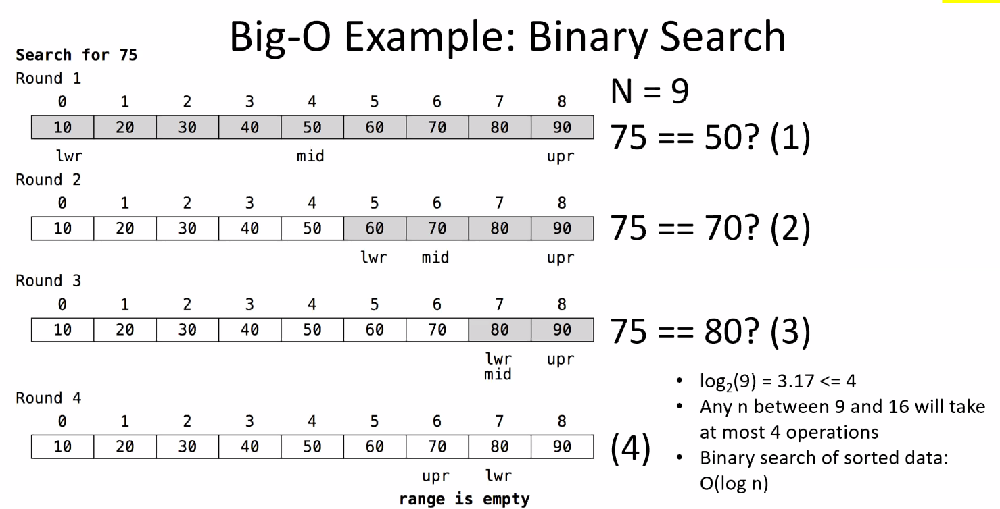 Big-O Example: Binary Search
Search for 75
Round 1
0 1 2 3 4 5 6 7 8
10 20 30 40 50 60 70 80 90
lwr mid upr
N = 9
75 == 50? (1)
Round 2
0 1 2 3 4 5 6 7 8
10 20 30 40 50 60 70 80 90
lwr mid upr
75 == 70? (2)
Round 3
0 1 2 3 4 5 6 7 8
10 20 30 40 50 60 70 80 90
lwr upr
mid
75 == 80? (3)
Round 4
0 1 2 3 4 5 6 7 8
10 20 30 40 50 60 70 80 90
upr lwr
range is empty
(4)
• log₂(9) = 3.17 <= 4
• Any n between 9 and 16 will take
at most 4 operations
• Binary search of sorted data:
O(log n)